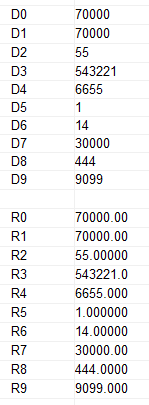 D0 70000
D1 70000
D2 55
D3 543221
D4 6655
D5 1
D6 14
D7 30000
D8 444
D9 9099
R0 70000.00
R1 70000.00
R2 55.00000
R3 543221.0
R4 6655.000
R5 1.000000
R6 14.00000
R7 30000.00
R8 444.0000
R9 9099.000